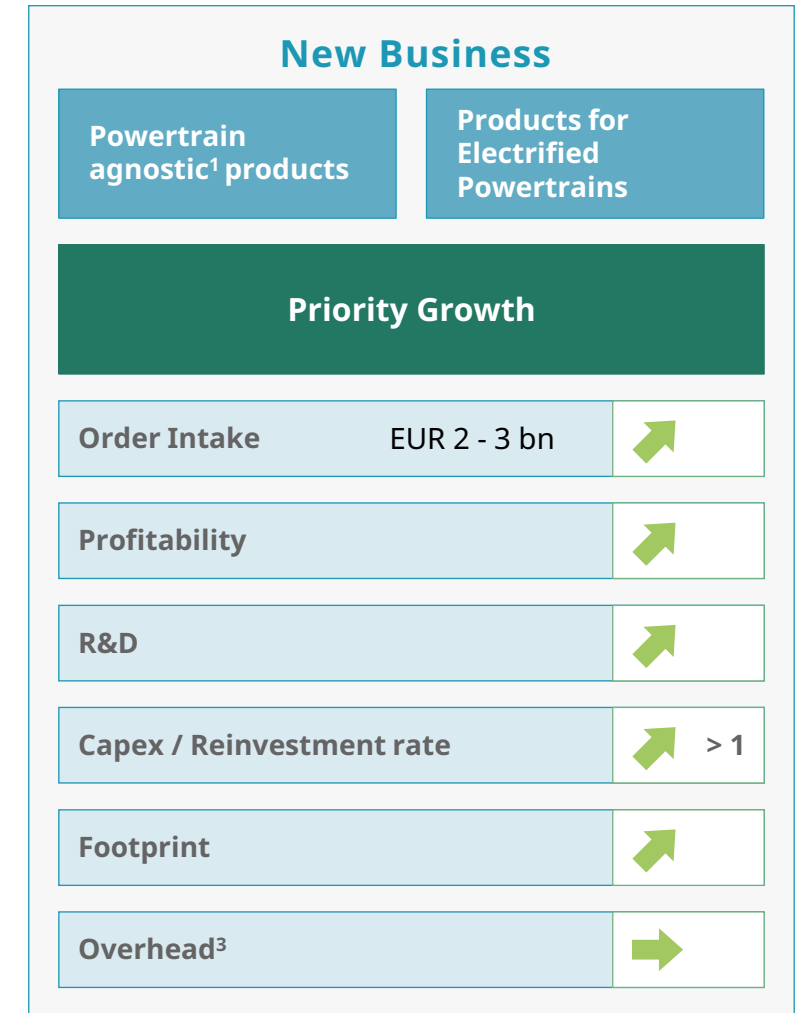 New Business
Powertrain
agnostic¹ products
Products for
Electrified
Powertrains
Priority Growth
Order Intake EUR 2 - 3 bn
Profitability
R&D
Capex / Reinvestment rate > 1
Footprint
Overhead³